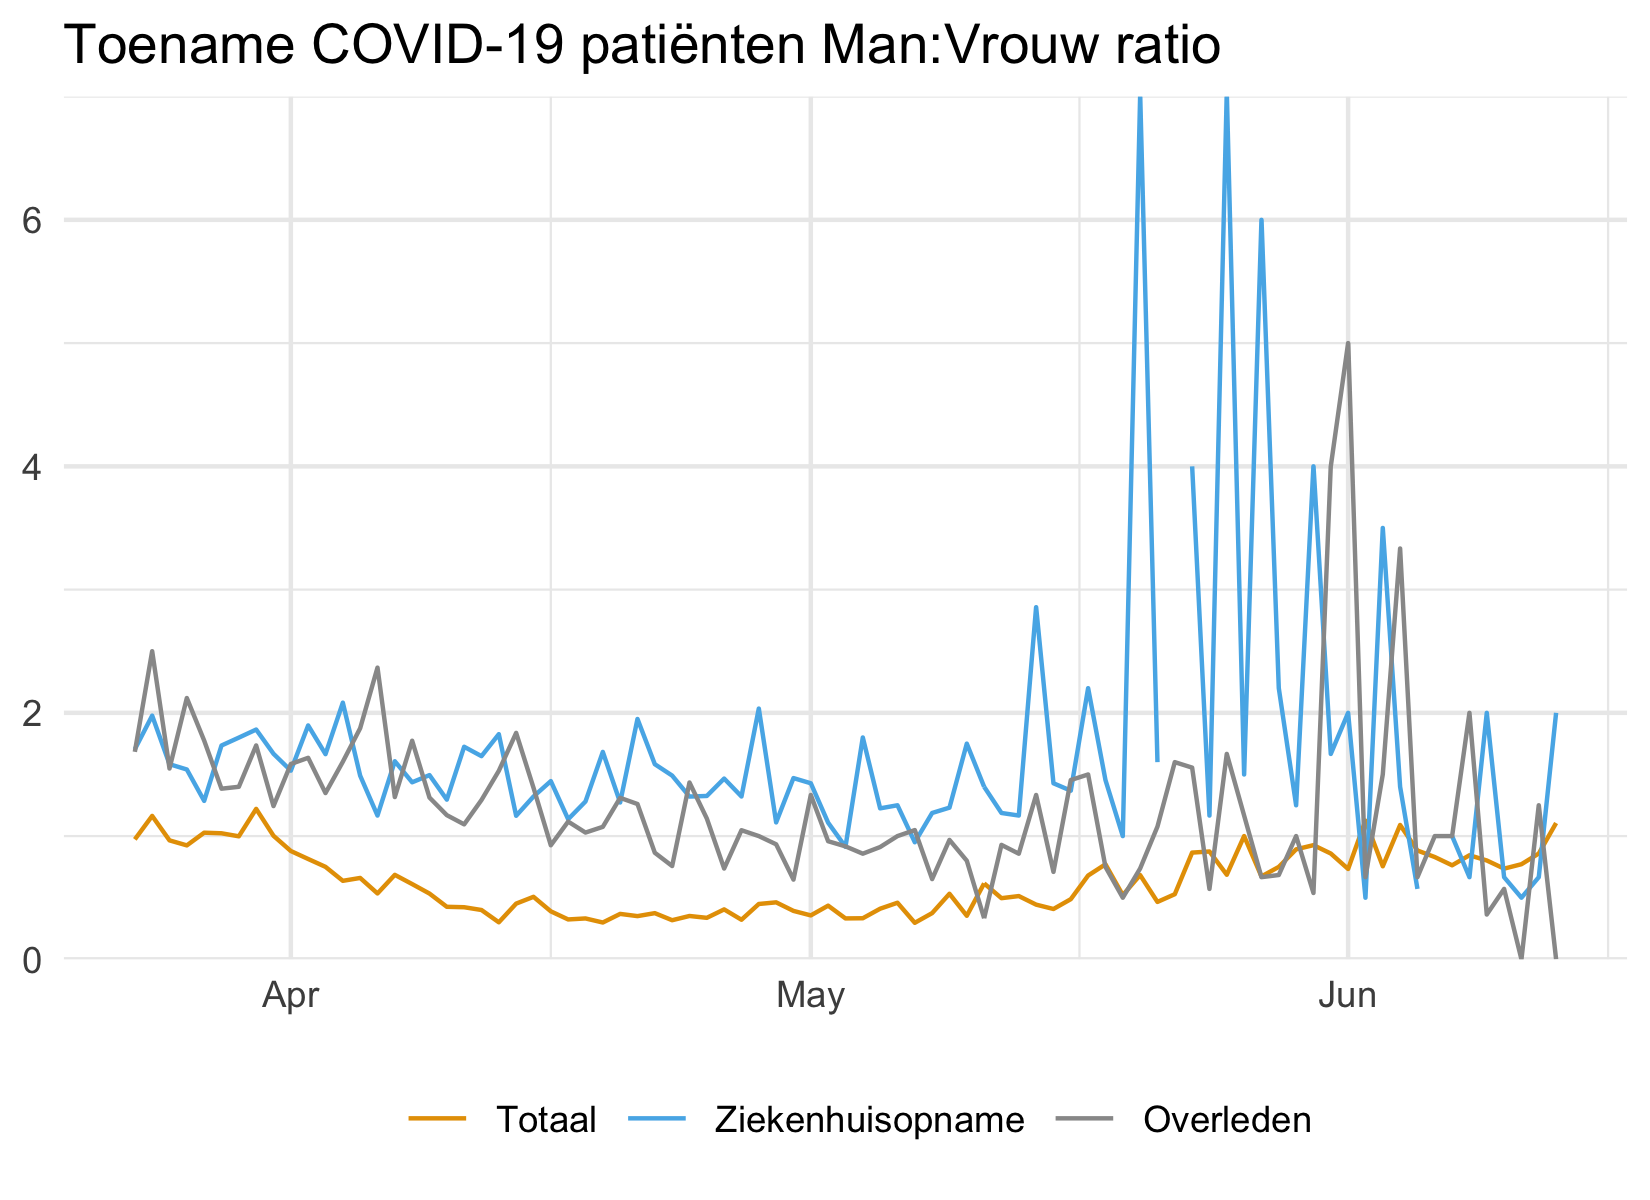 Toename COVID-19 patiënten Man:Vrouw ratio
6
4
2
0
Apr May Jun
Totaal Ziekenhuisopname Overleden